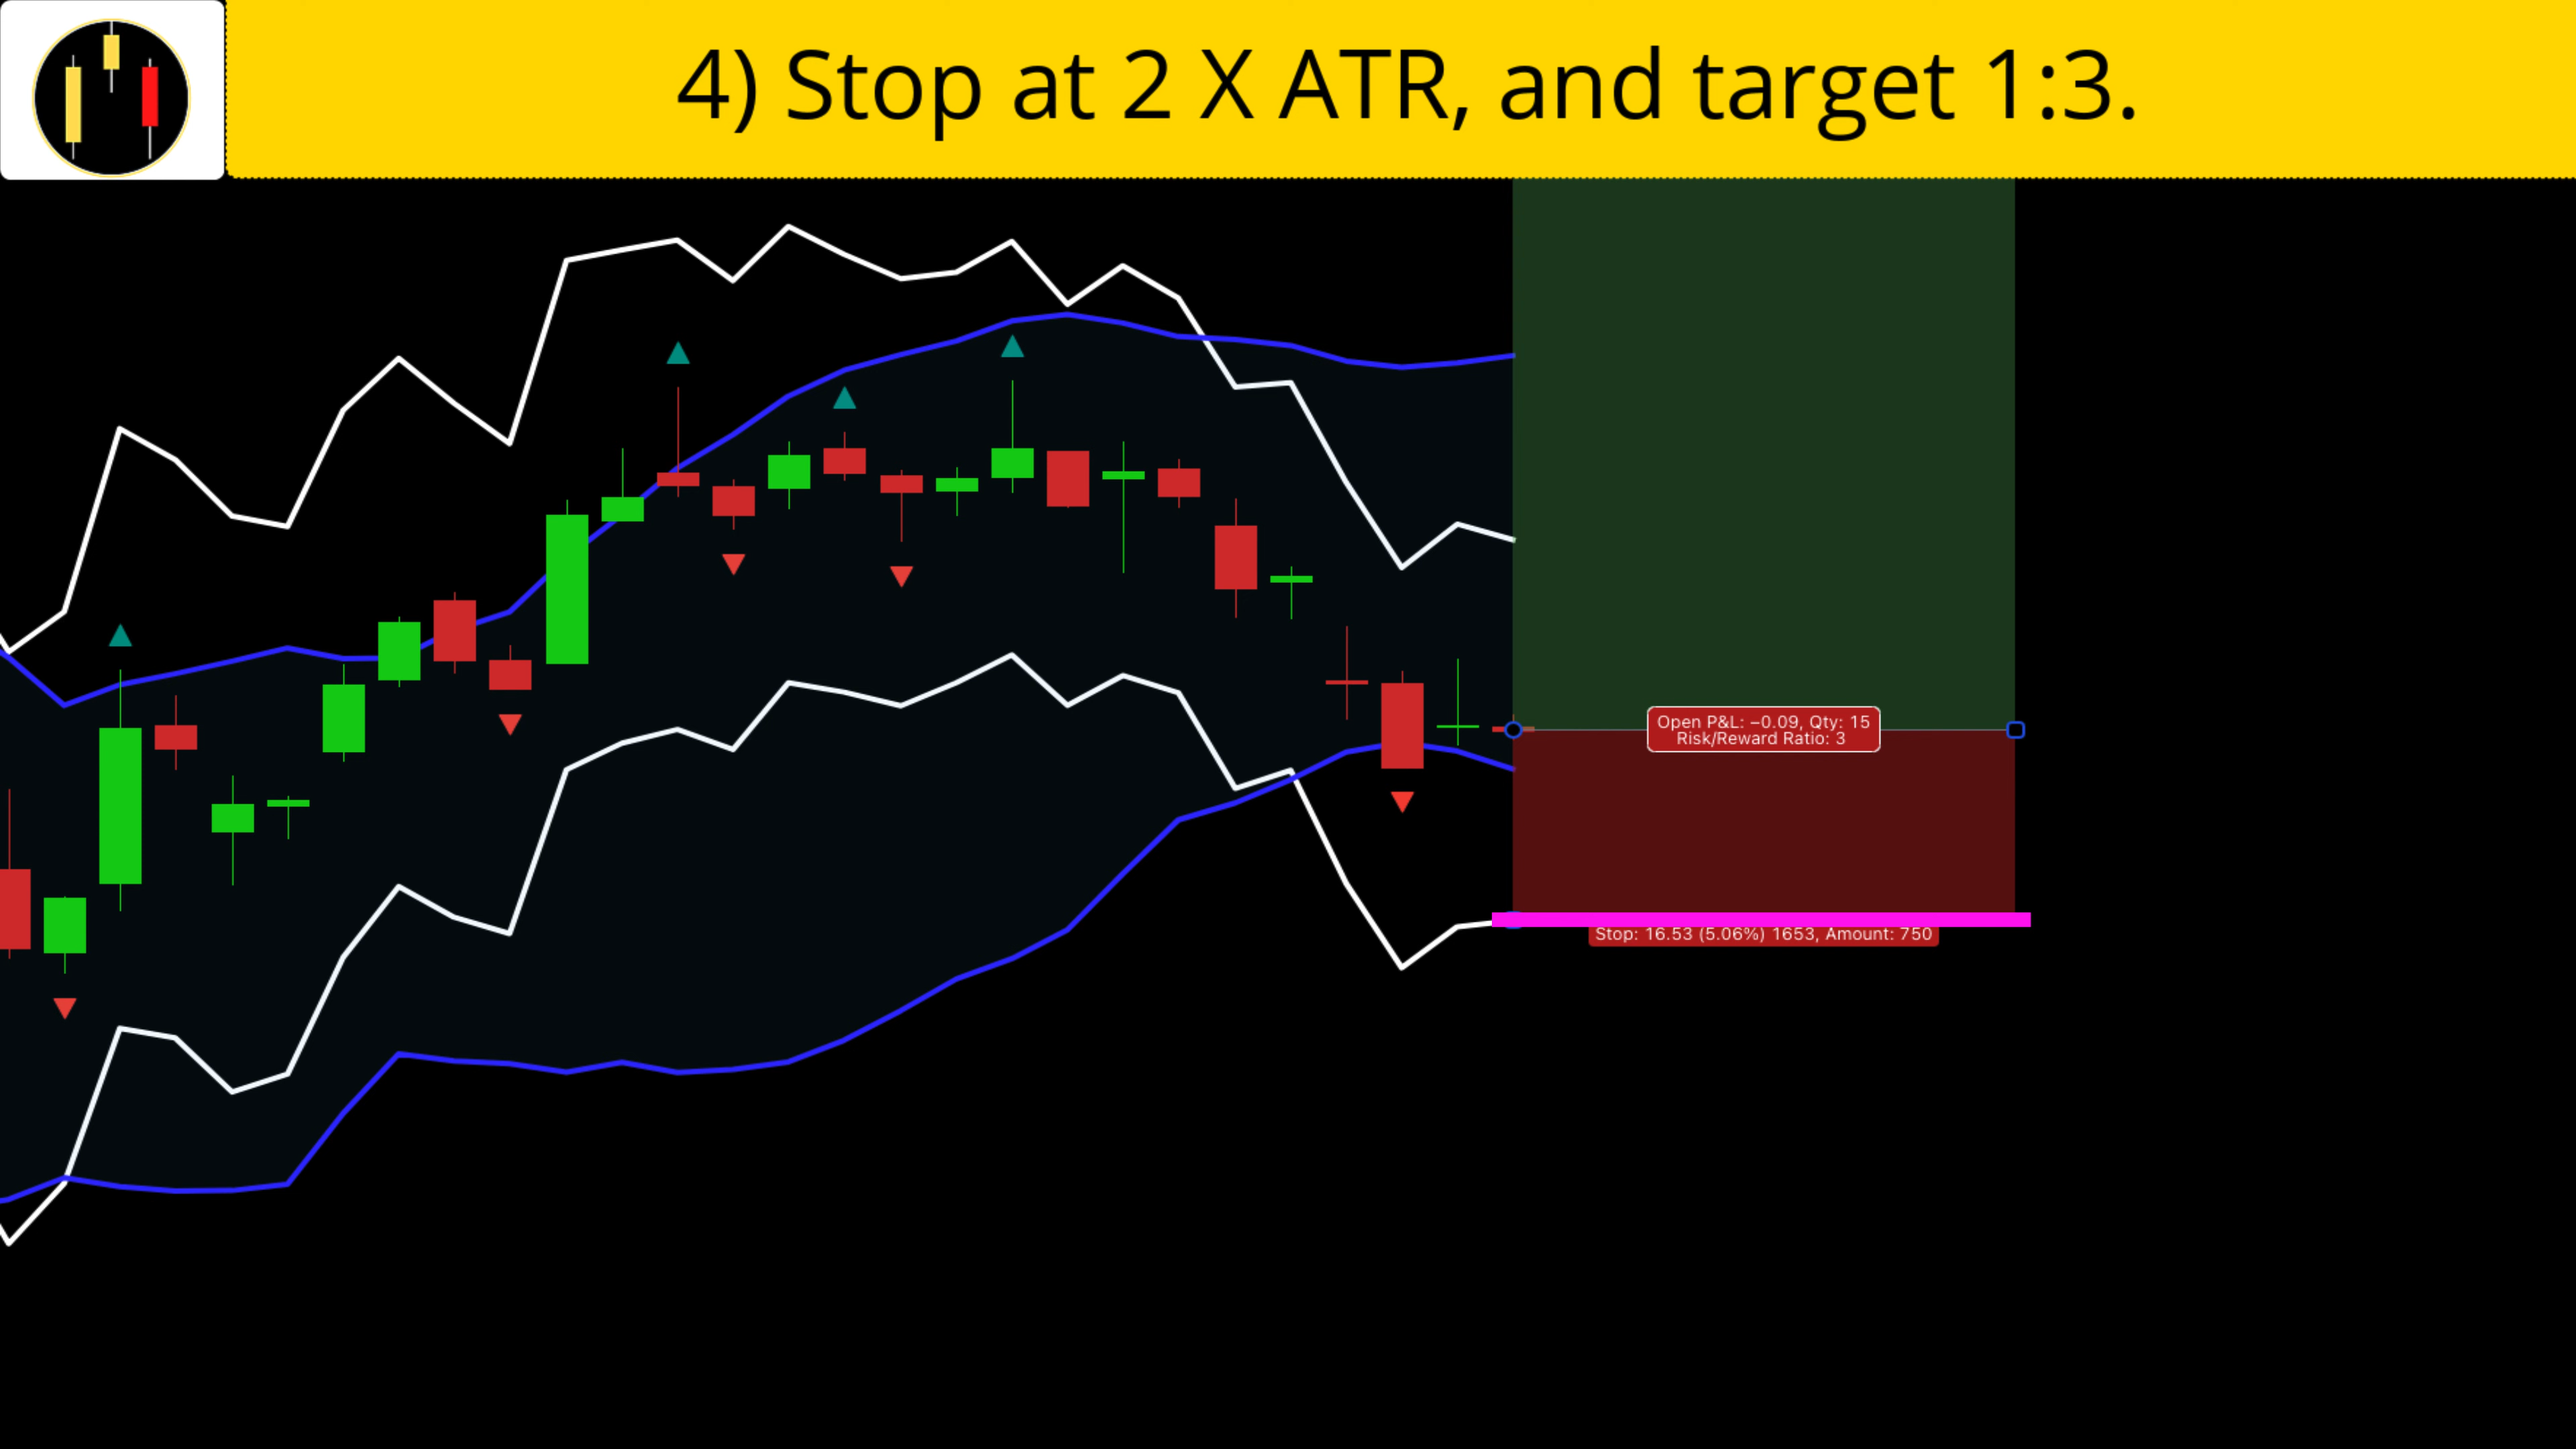 4) Stop at 2 X ATR, and target 1:3.
Open P&L: −0.09, Qty: 15
Risk/Reward Ratio: 3
Stop: 16.53 (5.06%) 1653, Amount: 750